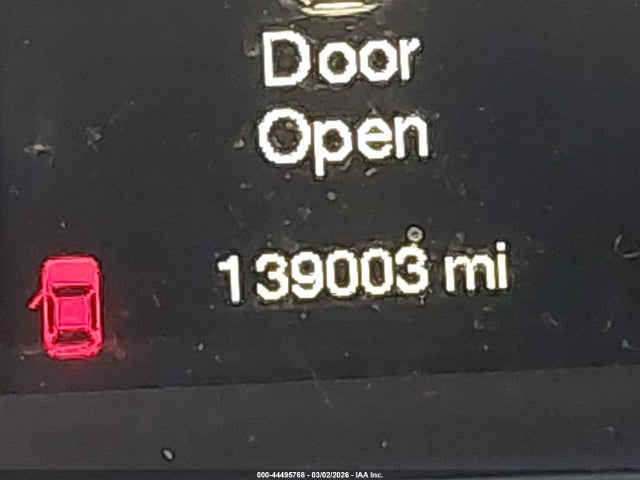 Door
Open
139003 mi
000-44495768 - 03/02/2026 - IAA Inc.